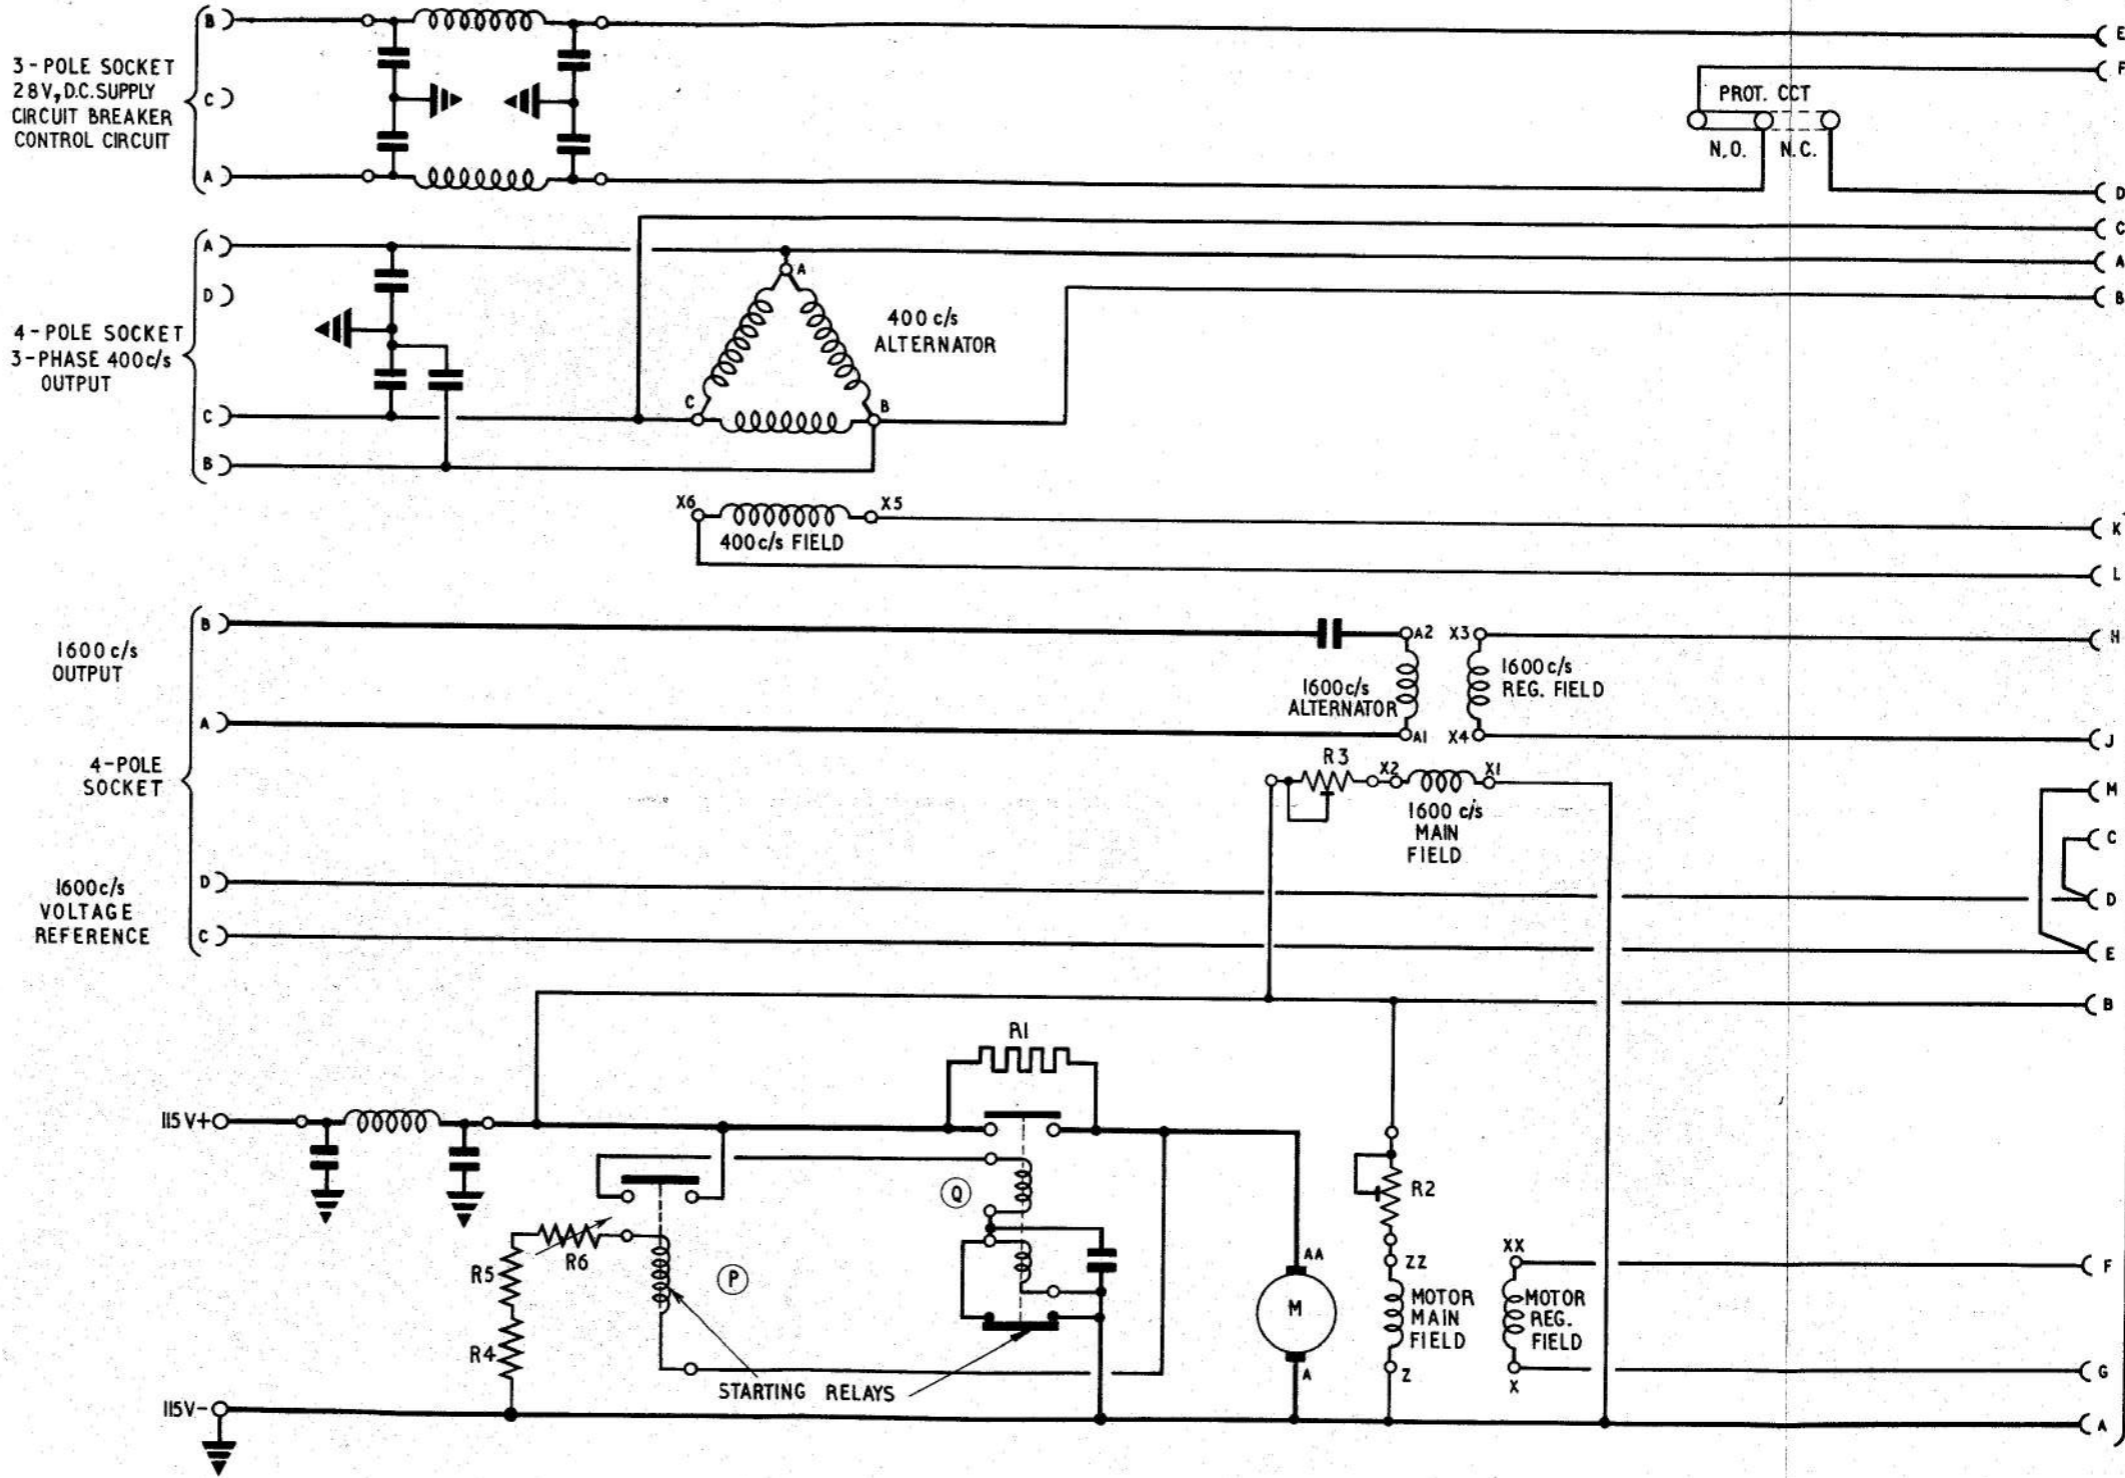 B
3-POLE SOCKET
28V, D.C. SUPPLY
CIRCUIT BREAKER
CONTROL CIRCUIT
C
A
E
F
PROT. CCT
N.O.
N.C.
D
C
A
B
A
D
4-POLE SOCKET
3-PHASE 400c/s
OUTPUT
C
B
A
C
B
400 c/s
ALTERNATOR
X6
X5
400c/s FIELD
K
L
B
1600 c/s
OUTPUT
A
4-POLE
SOCKET
D
1600c/s
VOLTAGE
REFERENCE
C
A2
X3
1600c/s
ALTERNATOR
1600c/s
REG. FIELD
A1
X4
H
J
R3
X2
X1
1600 c/s
MAIN
FIELD
M
C
D
E
B
R1
115V+
Q
P
R6
R5
R4
STARTING RELAYS
115V-
AA
M
A
R2
ZZ
MOTOR
MAIN
FIELD
Z
XX
MOTOR
REG.
FIELD
X
F
G
A